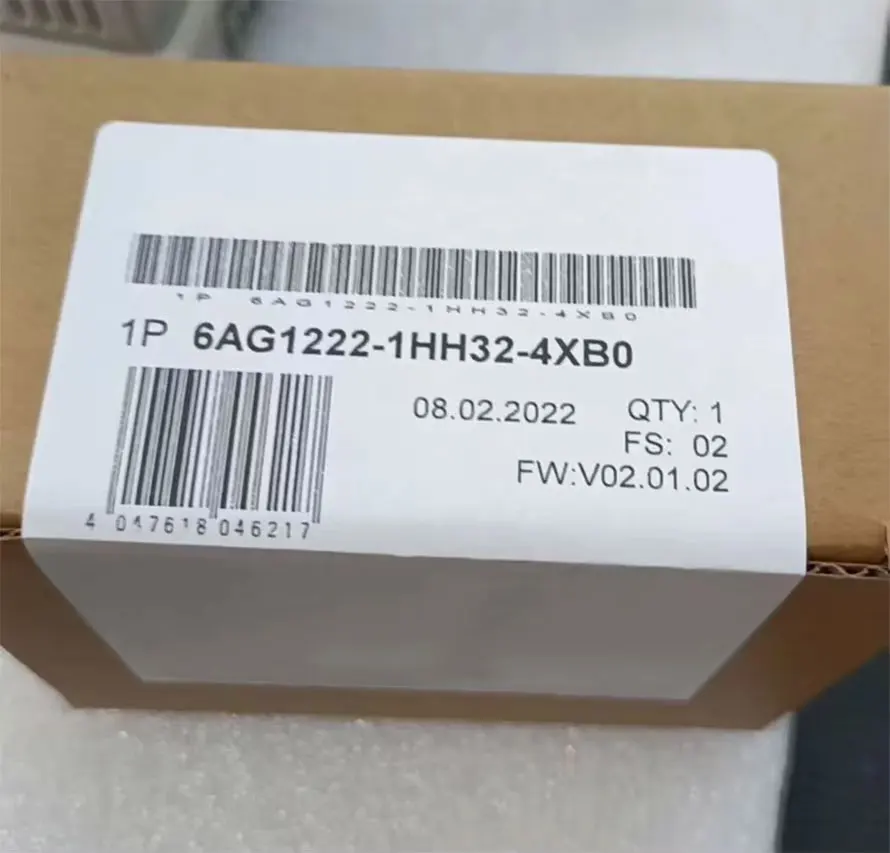 1P 6AG1222-1HH32-4XB0
1P 6AG1222-1HH32-4XB0
08.02.2022 QTY: 1
FS: 02
FW:V02.01.02
4 047618 046217